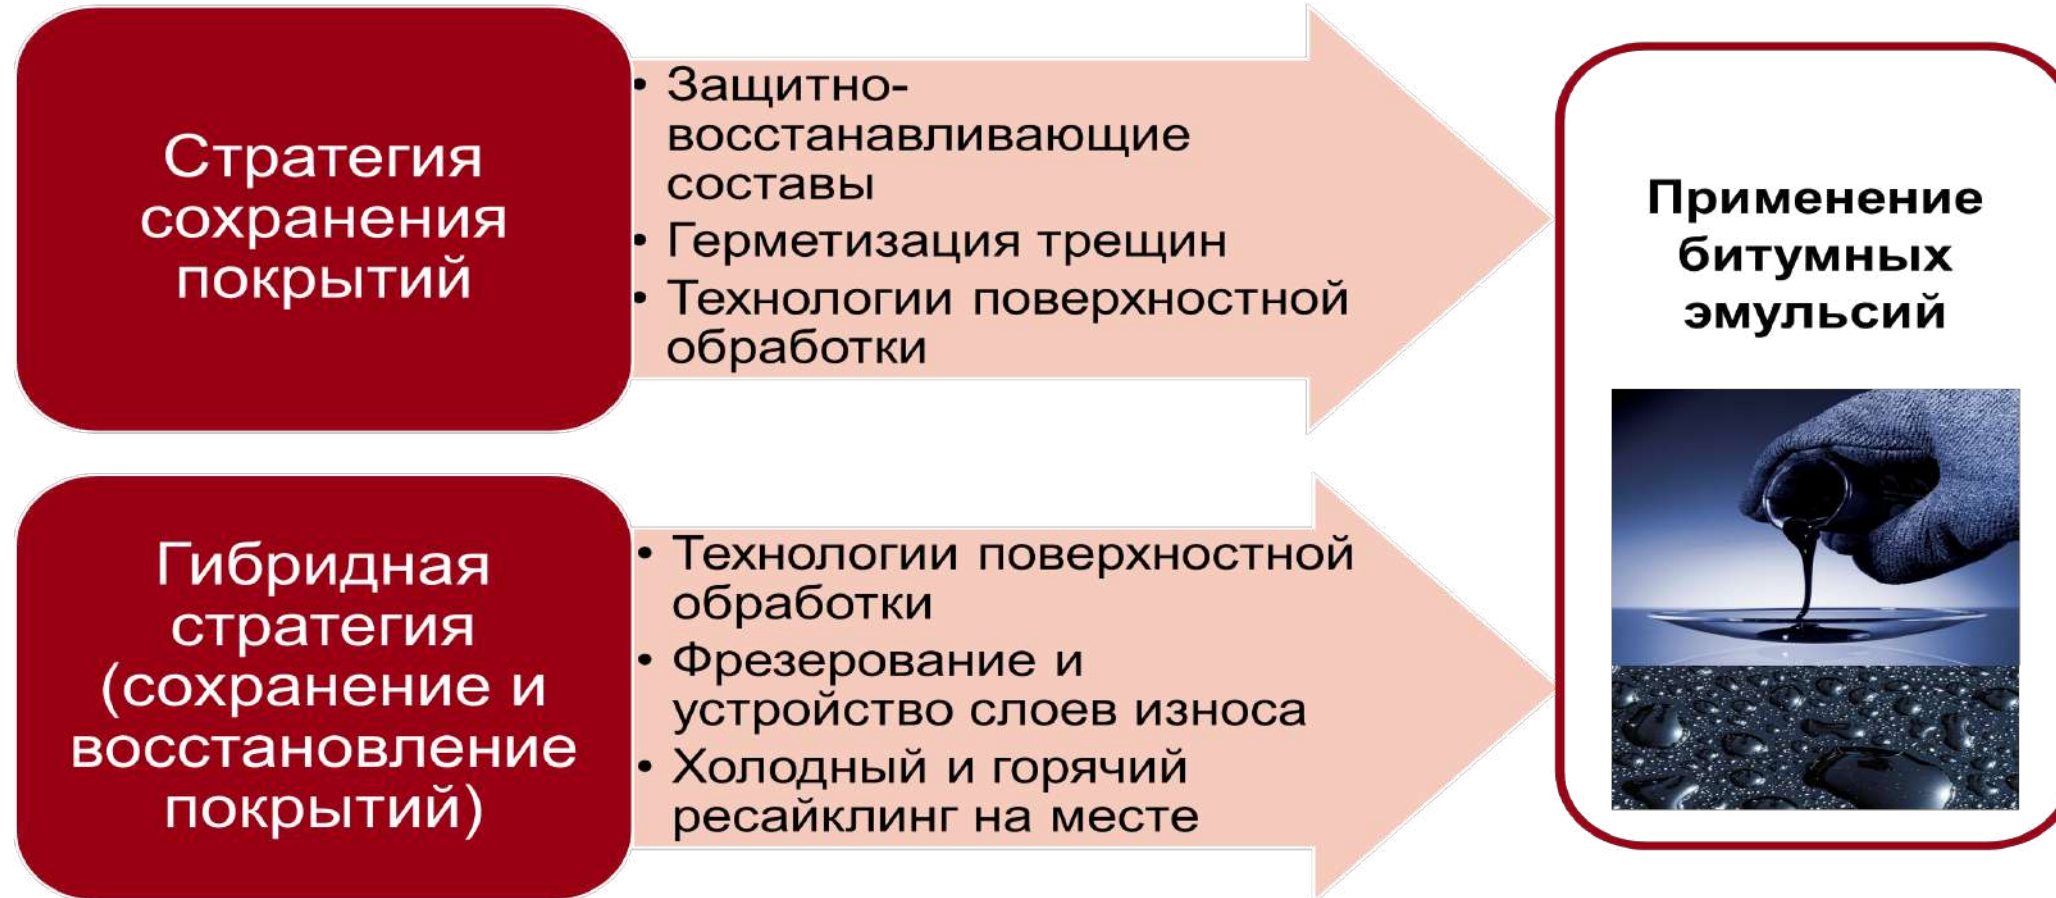 Стратегия
сохранения
покрытий
• Защитно-
восстанавливающие
составы
• Герметизация трещин
• Технологии поверхностной
обработки
Гибридная
стратегия
(сохранение и
восстановление
покрытий)
• Технологии поверхностной
обработки
• Фрезерование и
устройство слоев износа
• Холодный и горячий
ресайклинг на месте
Применение
битумных
эмульсий